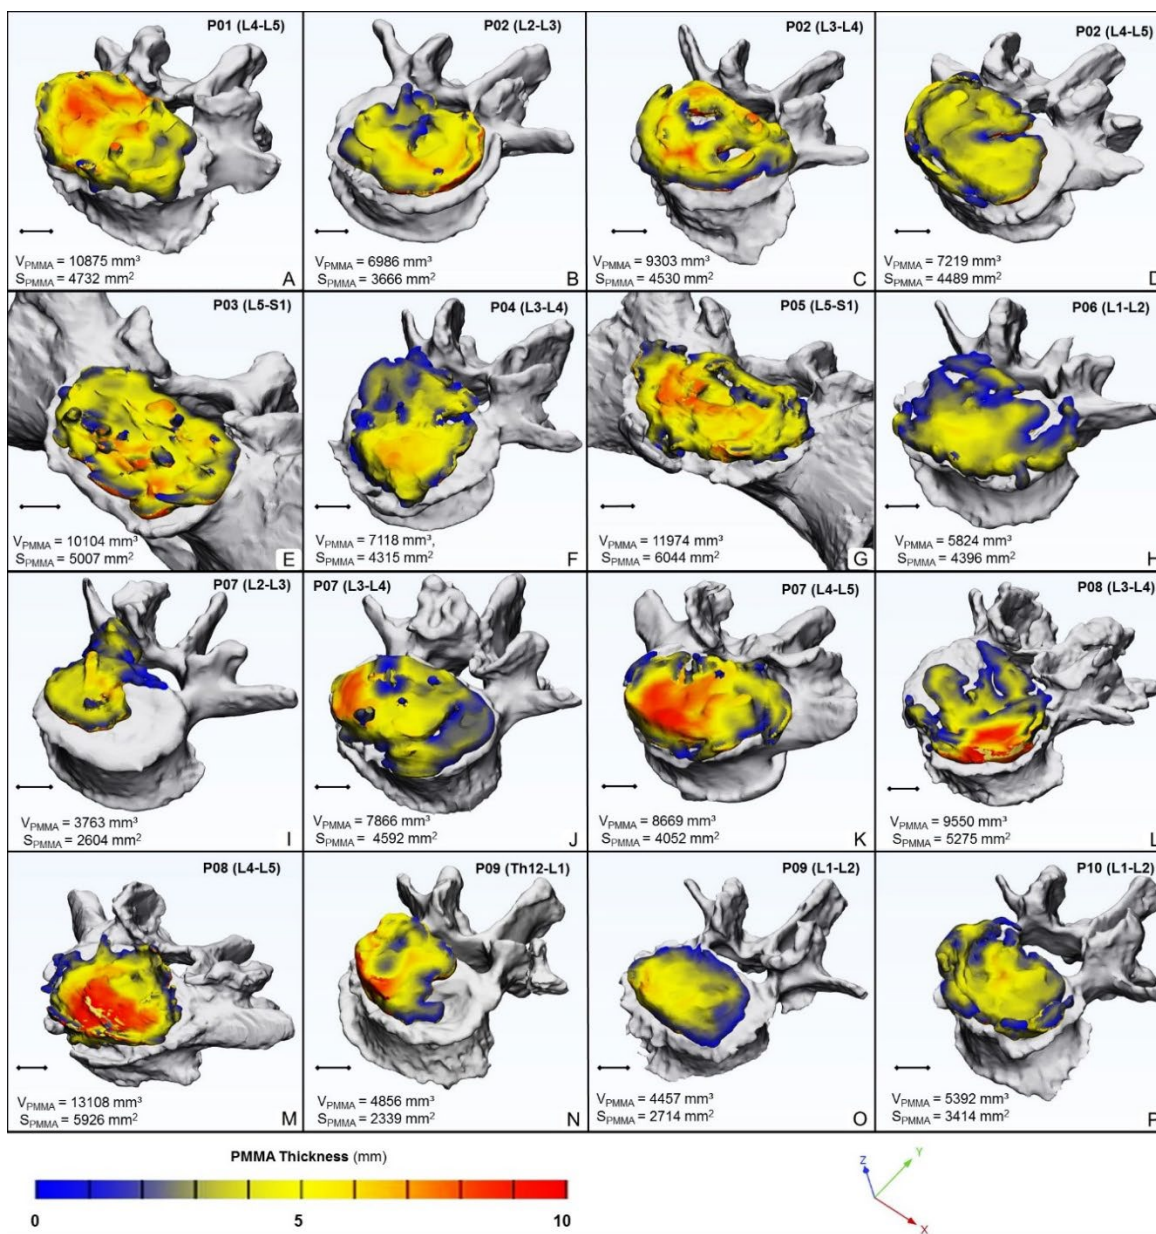 P01 (L4-L5)
V_PMMA = 10875 mm³
S_PMMA = 4732 mm²
A
P02 (L2-L3)
V_PMMA = 6986 mm³
S_PMMA = 3666 mm²
B
P02 (L3-L4)
V_PMMA = 9303 mm³
S_PMMA = 4530 mm²
C
P02 (L4-L5)
V_PMMA = 7219 mm³
S_PMMA = 4489 mm²
D
P03 (L5-S1)
V_PMMA = 10104 mm³
S_PMMA = 5007 mm²
E
P04 (L3-L4)
V_PMMA = 7118 mm³,
S_PMMA = 4315 mm²
F
P05 (L5-S1)
V_PMMA = 11974 mm³
S_PMMA = 6044 mm²
G
P06 (L1-L2)
V_PMMA = 5824 mm³
S_PMMA = 4396 mm²
H
P07 (L2-L3)
V_PMMA = 3763 mm³
S_PMMA = 2604 mm²
I
P07 (L3-L4)
V_PMMA = 7866 mm³
S_PMMA = 4592 mm²
J
P07 (L4-L5)
V_PMMA = 8669 mm³
S_PMMA = 4052 mm²
K
P08 (L3-L4)
V_PMMA = 9550 mm³
S_PMMA = 5275 mm²
L
P08 (L4-L5)
V_PMMA = 13108 mm³
S_PMMA = 5926 mm²
M
P09 (Th12-L1)
V_PMMA = 4856 mm³
S_PMMA = 2339 mm²
N
P09 (L1-L2)
V_PMMA = 4457 mm³
S_PMMA = 2714 mm²
O
P10 (L1-L2)
V_PMMA = 5392 mm³
S_PMMA = 3414 mm²
P
PMMA Thickness (mm)
0 5 10
Z
Y
X